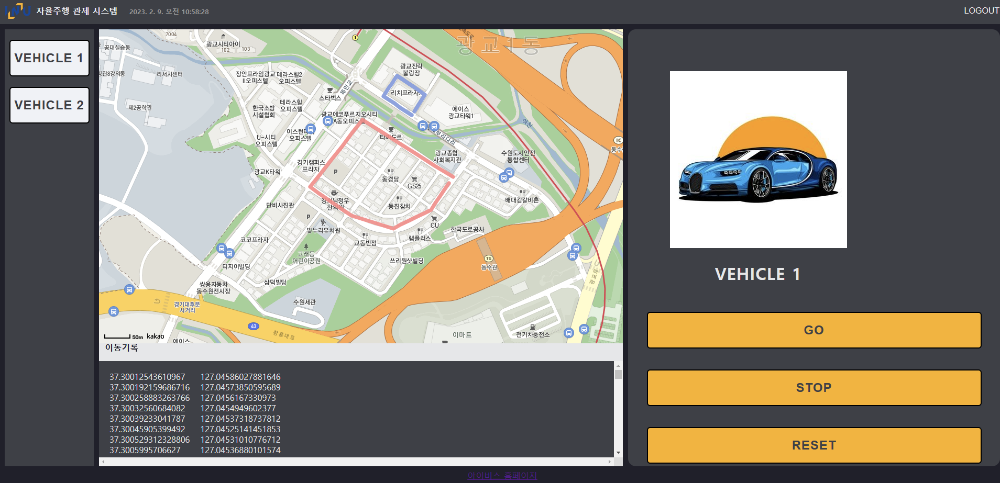 자율주행 관제 시스템
2023. 2. 9. 오전 10:58:28
LOGOUT
VEHICLE 1
VEHICLE 2
7004
공대실습동
광교시티아이
102
103
1
광교1동
리서치센터
장안프라임광교
II오피스텔
테라스힐2
오피스텔
광교진락
볼링장
목민교
스타벅스
리치프라자2
제2공학관
한국소방
시설협회
테라스힐
오피스텔
광교에코푸르지오시티
A동오피스텔
에이스
광교타워1
여천
U-시티
오피스텔
오피스텔
광교종합
사회복지관
수원도시안전
통합센터
IC
경기캠퍼스
프라자
P
광교K타워
동경당
GS25
배대감갈비촌
단비사진관
동진참치
P
CU
빛누리유치원
한국도로공사
램플러스
코코프라자
교동반점
고래등
어린이공원
쓰리원샷빌딩
TG
동수원
티지이빌딩
삼덕빌딩
쌍용자동차
동수원전시장
수원세관
경기대후문
사거리
43
창룡대로
이마트
전기차충전소
에이스
50m
kakao
이동기록
37.30012543610967 127.04586027881646
37.300192159686716 127.04573850595689
37.300258883263766 127.0456167330973
37.30032560684082 127.0454949602377
37.30039233041787 127.04537318737812
37.30045905399492 127.04525141451853
37.300529312328806 127.04531010776712
37.3005995706627 127.04536880101574
VEHICLE 1
GO
STOP
RESET
아이비스 홈페이지